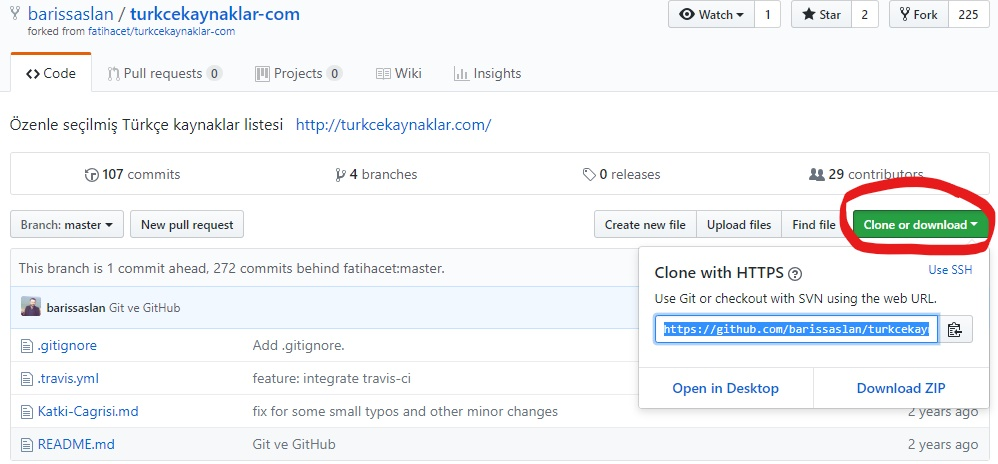 barissaslan / turkcekaynaklar-com
Watch 1 Star 2 Fork 225
forked from fatihacet/turkcekaynaklar-com
Code Pull requests 0 Projects 0 Wiki Insights
Özenle seçilmiş Türkçe kaynaklar listesi http://turkcekaynaklar.com/
107 commits 4 branches 0 releases 29 contributors
Branch: master New pull request Create new file Upload files Find file Clone or download
This branch is 1 commit ahead, 272 commits behind fatihacet:master.
barissaslan Git ve GitHub
.gitignore Add .gitignore.
.travis.yml feature: integrate travis-ci
Katki-Cagrisi.md fix for some small typos and other minor changes 2 years ago
README.md Git ve GitHub 2 years ago
Clone with HTTPS ?
Use SSH
Use Git or checkout with SVN using the web URL.
https://github.com/barissaslan/turkcekay
Open in Desktop Download ZIP